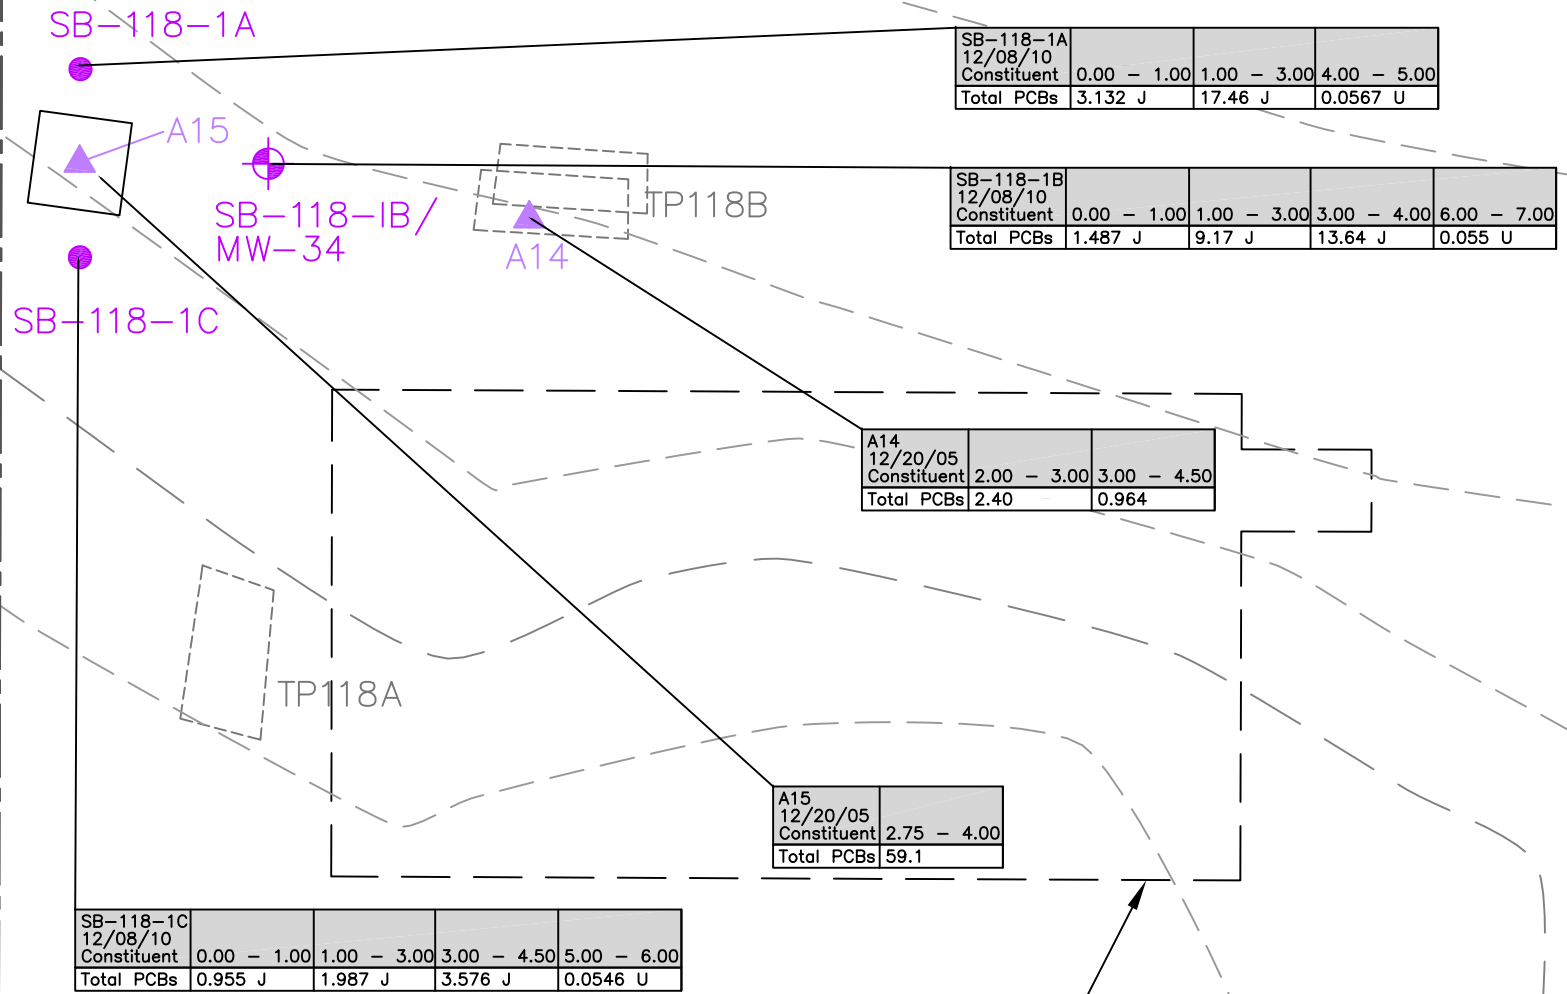 SB-118-1A
SB-118-1A
12/08/10
Constituent 0.00 - 1.00 1.00 - 3.00 4.00 - 5.00
Total PCBs 3.132 J 17.46 J 0.0567 U
A15
SB-118-1B
12/08/10
Constituent 0.00 - 1.00 1.00 - 3.00 3.00 - 4.00 6.00 - 7.00
Total PCBs 1.487 J 9.17 J 13.64 J 0.055 U
SB-118-IB/
MW-34
TP118B
A14
SB-118-1C
A14
12/20/05
Constituent 2.00 - 3.00 3.00 - 4.50
Total PCBs 2.40 0.964
TP118A
A15
12/20/05
Constituent 2.75 - 4.00
Total PCBs 59.1
SB-118-1C
12/08/10
Constituent 0.00 - 1.00 1.00 - 3.00 3.00 - 4.50 5.00 - 6.00
Total PCBs 0.955 J 1.987 J 3.576 J 0.0546 U